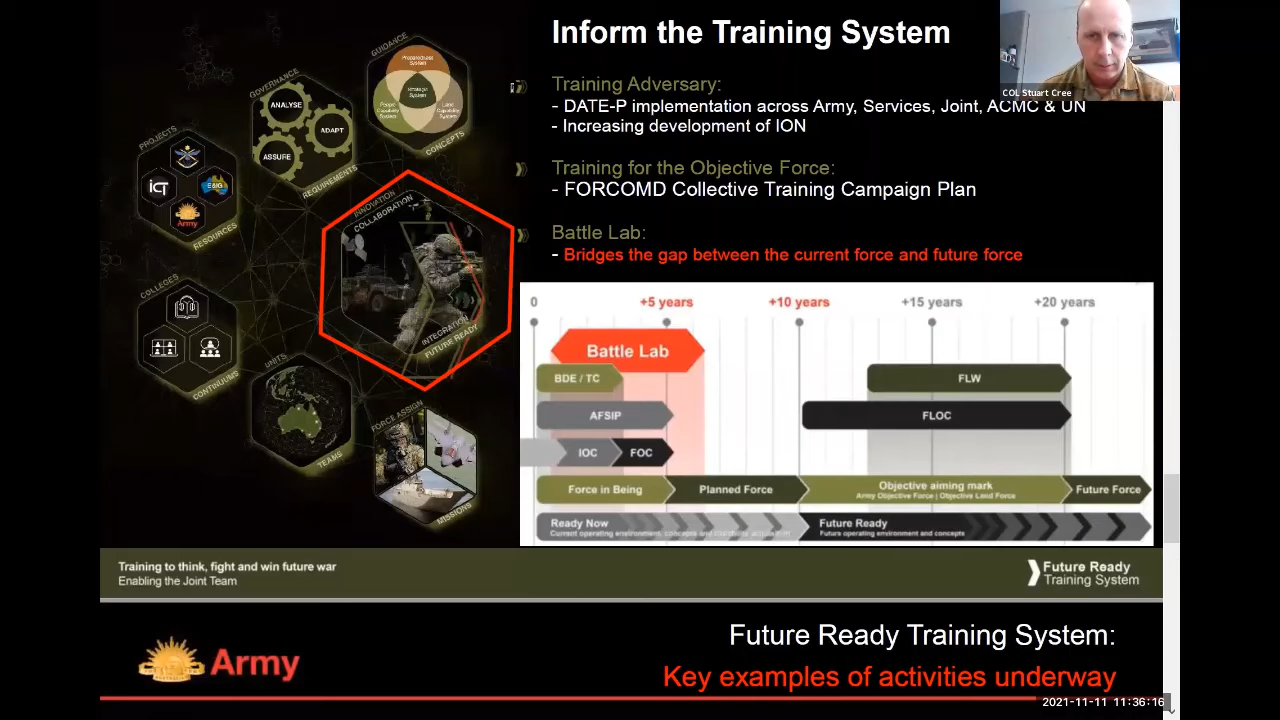 Inform the Training System
COL Stuart Cree
Training Adversary:
- DATE-P implementation across Army, Services, Joint, ACMC & UN
- Increasing development of ION
Training for the Objective Force:
- FORCOMD Collective Training Campaign Plan
Battle Lab:
- Bridges the gap between the current force and future force
GUIDANCE
Preparedness
System
Strategic
System
People
Capability
System
Land
Capability
System
CONCEPTS
GOVERNANCE
ANALYSE
ADAPT
ASSURE
REQUIREMENTS
PROJECTS
ICT
ESIG
Army
RESOURCES
INNOVATION
COLLABORATION
INTEGRATION
FUTURE READY
COLLEGES
CONTINUUMS
UNITS
TEAMS
FORCE ASSIGN
MISSIONS
0 +5 years +10 years +15 years +20 years
Battle Lab
BDE / TC FLW
AFSIP FLOC
IOC FOC
Force in Being Planned Force Objective aiming mark Future Force
Army Objective Force | Objective Land Force
Ready Now Future Ready
Current operating environment, concepts and Future operating environment and concepts
Training to think, fight and win future war
Enabling the Joint Team
Future Ready
Training System
Army
Future Ready Training System:
Key examples of activities underway
2021-11-11 11:36:16